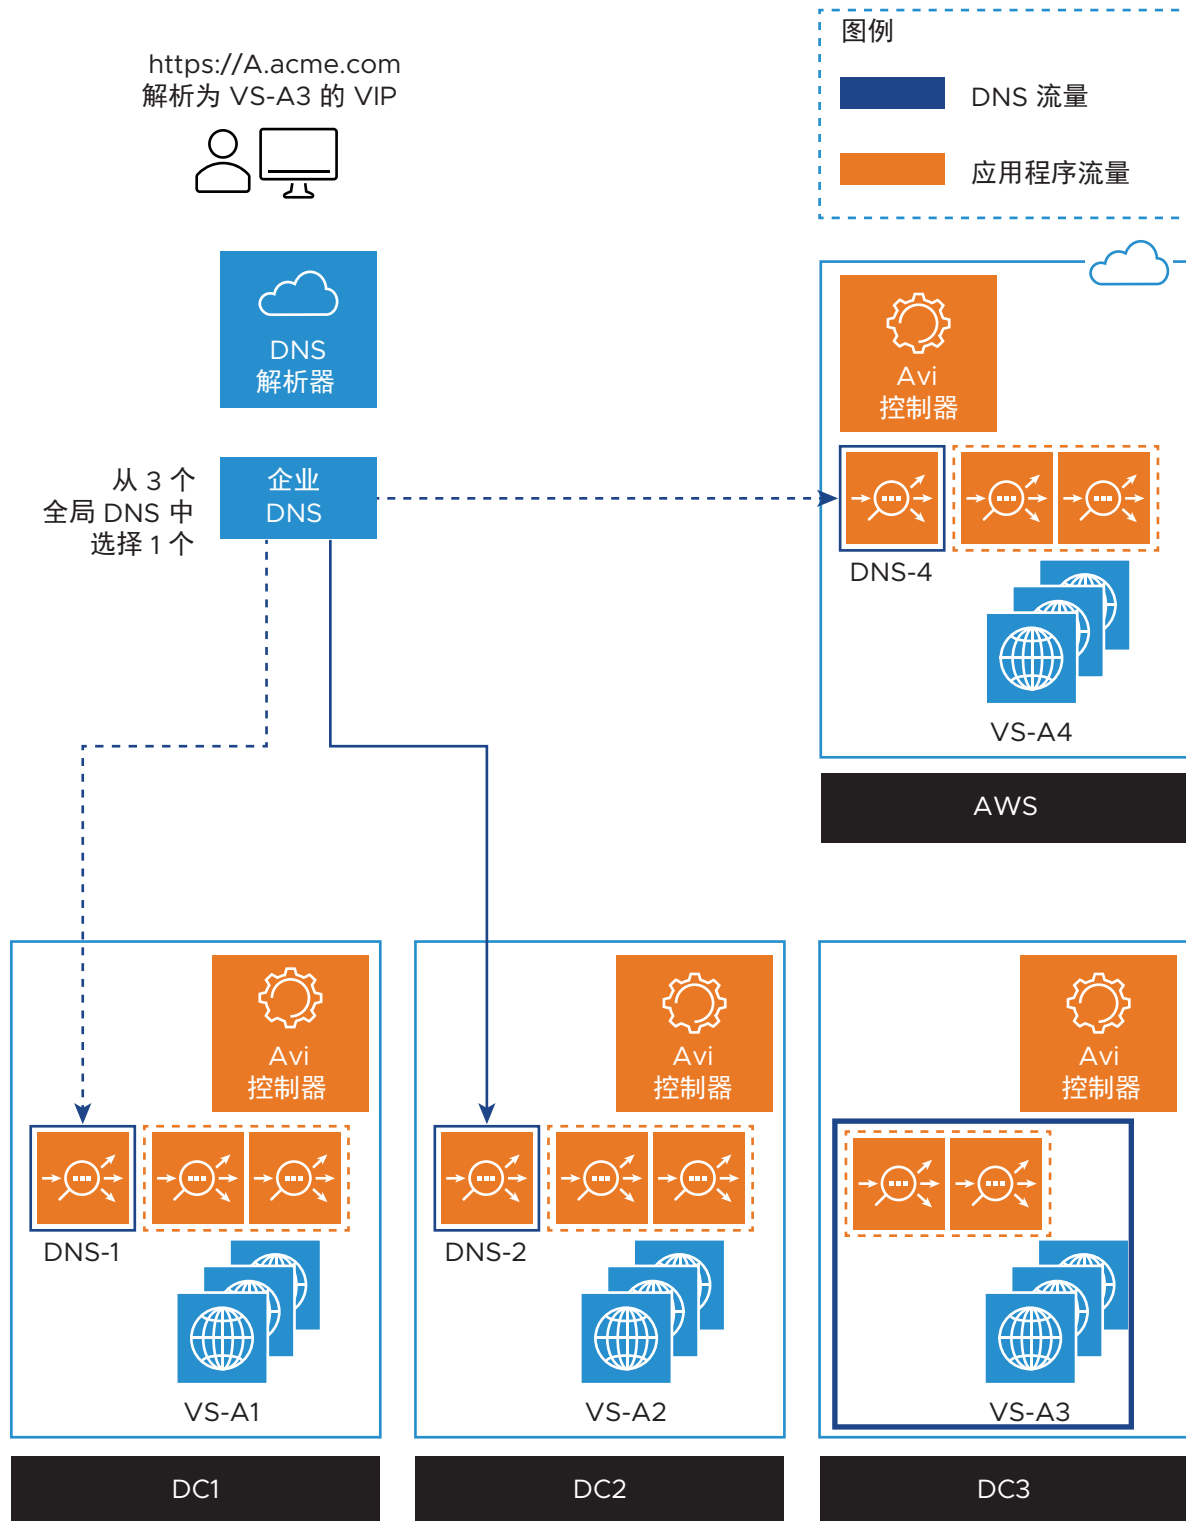 https://A.acme.com
解析为 VS-A3 的 VIP
图例
DNS 流量
应用程序流量
DNS
解析器
从 3 个
全局 DNS 中
选择 1 个
企业
DNS
Avi
控制器
DNS-4
VS-A4
AWS
Avi
控制器
DNS-1
VS-A1
DC1
Avi
控制器
DNS-2
VS-A2
DC2
Avi
控制器
VS-A3
DC3